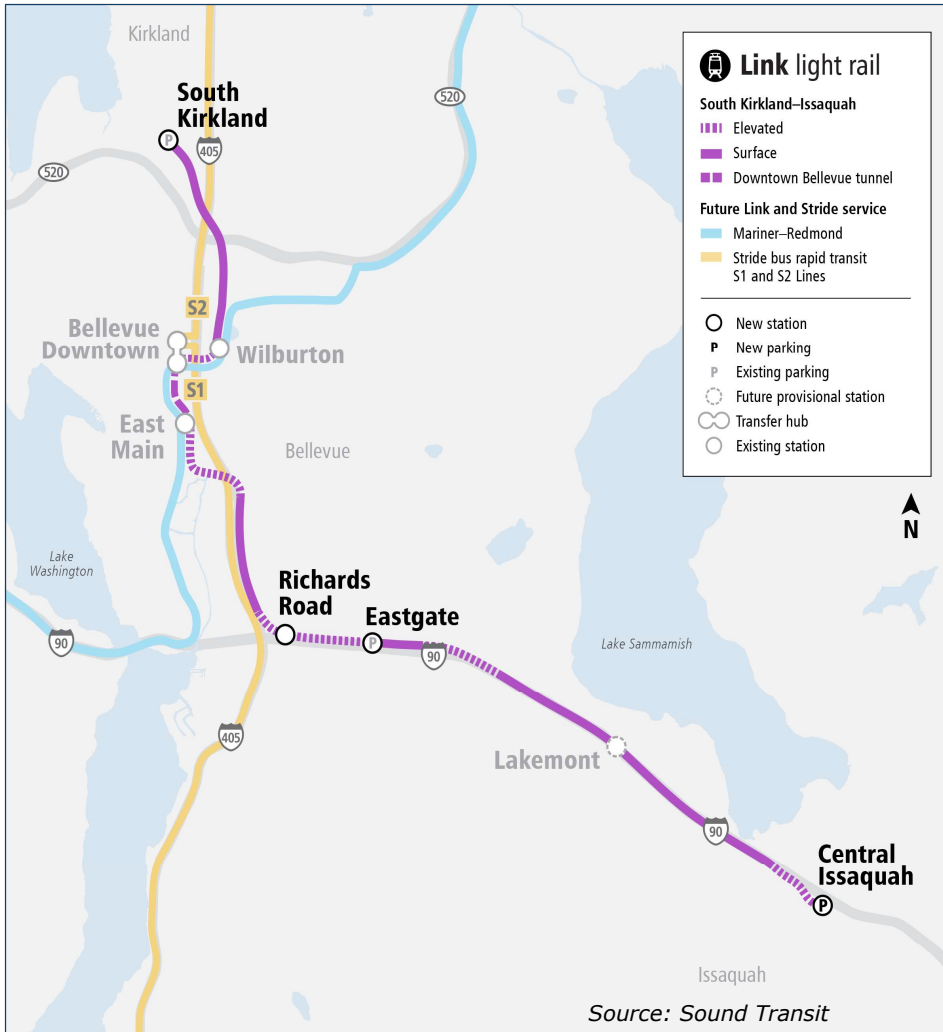 Kirkland
South
Kirkland
P
405
520
520
S2
Bellevue
Downtown
Wilburton
S1
East
Main
Bellevue
Lake
Washington
Richards
Road
Eastgate
P
90
90
Lake Sammamish
405
Lakemont
90
Central
Issaquah
P
Issaquah
Source: Sound Transit
Link light rail
South Kirkland–Issaquah
Elevated
Surface
Downtown Bellevue tunnel
Future Link and Stride service
Mariner–Redmond
Stride bus rapid transit
S1 and S2 Lines
New station
P New parking
P Existing parking
Future provisional station
Transfer hub
Existing station
N